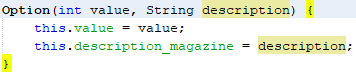 Option(int value, String description) {
this.value = value;
this.description_magazine = description;
}